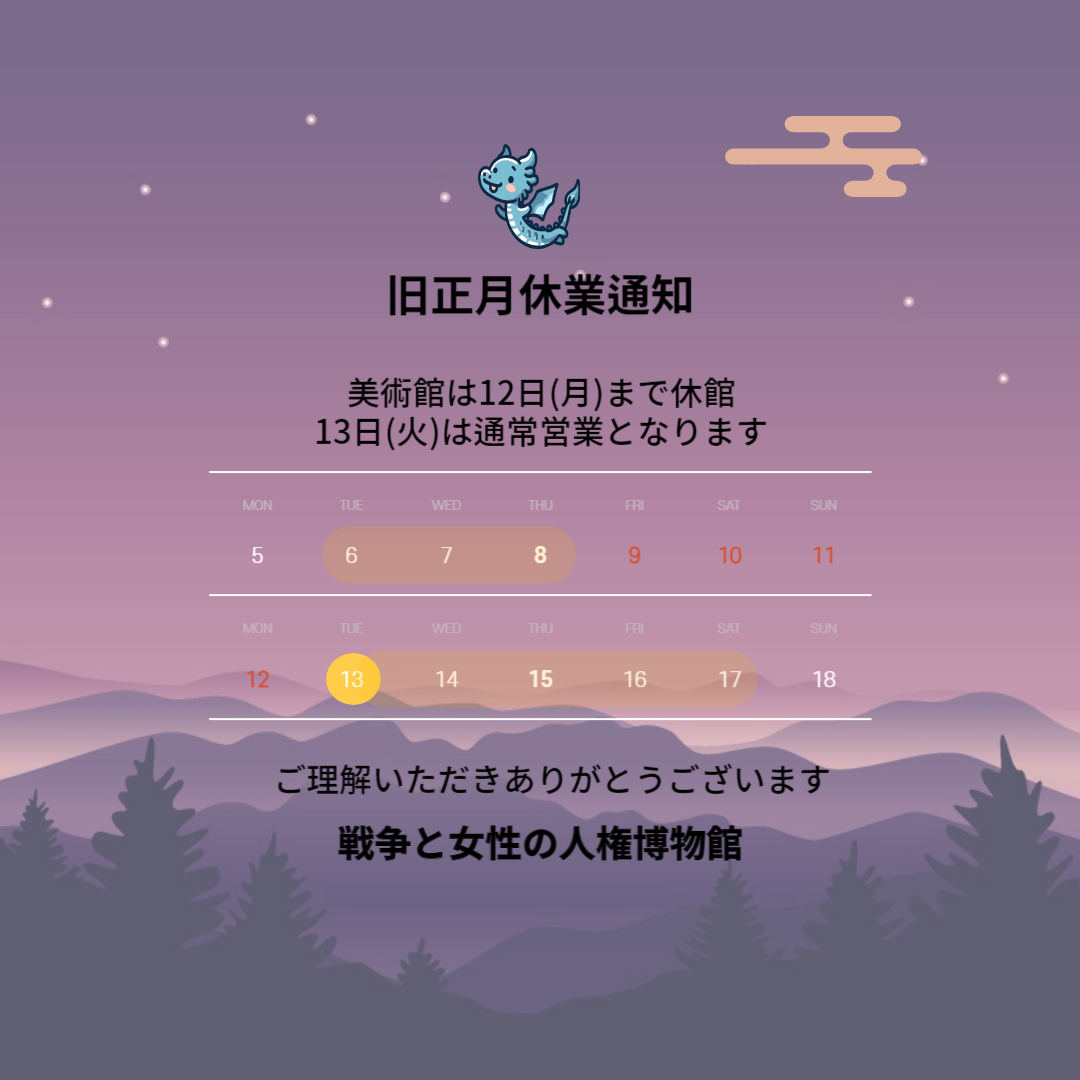 旧正月休業通知
美術館は12日(月)まで休館
13日(火)は通常営業となります
MON TUE WED THU FRI SAT SUN
5 6 7 8 9 10 11
MON TUE WED THU FRI SAT SUN
12 13 14 15 16 17 18
ご理解いただきありがとうございます
戦争と女性の人権博物館